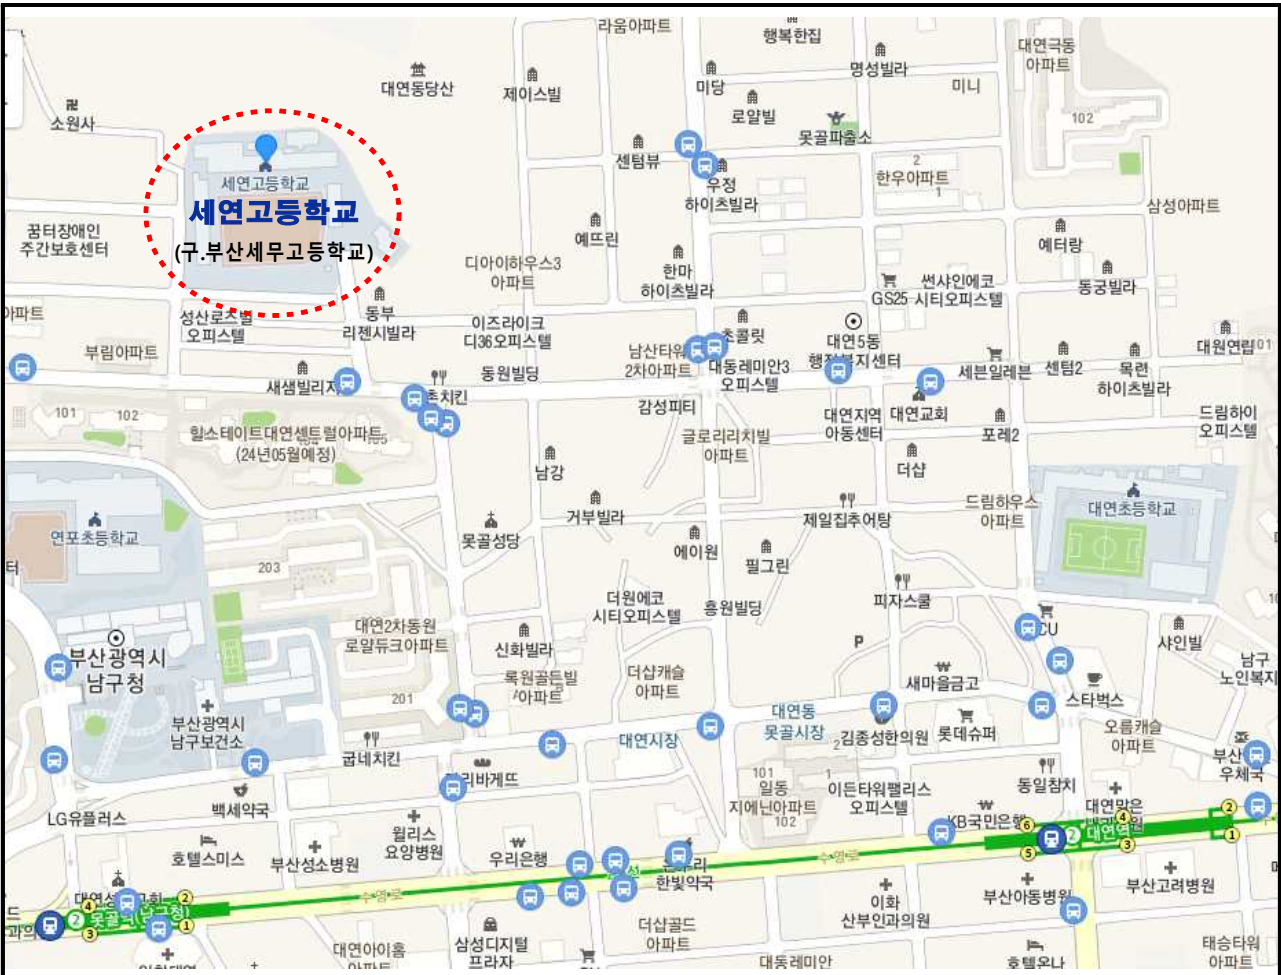 라움아파트
행복한집
대연극동
아파트
명성빌라
대연동당산
제이스빌
미당
미니
로얄빌
102
소원사
못골파출소
센텀뷰
2
한우아파트
1
세연고등학교
세연고등학교
(구.부산세무고등학교)
우정
하이츠빌라
삼성아파트
꿈터장애인
주간보호센터
예뜨린
예터랑
디아이하우스3
아파트
한마
하이츠빌라
썬샤인에코
시티오피스텔
GS25
동궁빌라
동부
리젠시빌라
성산로즈빌
오피스텔
이즈라이크
디36오피스텔
초콜릿
대연5동
행정복지센터
대원연립
부림아파트
남산타워
2차아파트
대동레미안3
오피스텔
세븐일레븐
센텀2
목련
하이츠빌라
새샘빌리지
동원빌딩
촌치킨
감성피티
대연지역
아동센터
대연교회
포레2
드림하이
오피스텔
101
102
힐스테이트대연센트럴아파트
(24년05월예정)
글로리리치빌
아파트
더샵
남강
연포초등학교
거부빌라
제일집추어탕
드림하우스
아파트
대연초등학교
못골성당
에이원
필그린
203
더원에코
시티오피스텔
흥원빌딩
피자스쿨
CU
대연2차동원
로얄듀크아파트
신화빌라
P
샤인빌
부산광역시
남구청
록원골든빌
아파트
더샵캐슬
아파트
새마을금고
남구
노인복지
201
스타벅스
부산광역시
남구보건소
대연시장
대연동
못골시장
김종성한의원
롯데슈퍼
오름캐슬
아파트
굽네치킨
부산
우체국
101
일동
지에닌아파트
102
2
1
이든타워팰리스
오피스텔
동일참치
백세약국
LG유플러스
월리스
요양병원
KB국민은행
대연역
호텔스미스
부산성소병원
우리은행
한빛약국
수영로
수영로
부산아동병원
부산고려병원
이화
산부인과의원
못골역(남구청)
더샵골드
아파트
대연아이홈
아파트
삼성디지털
프라자
대동레미안
호텔온나
태승타워
아파트